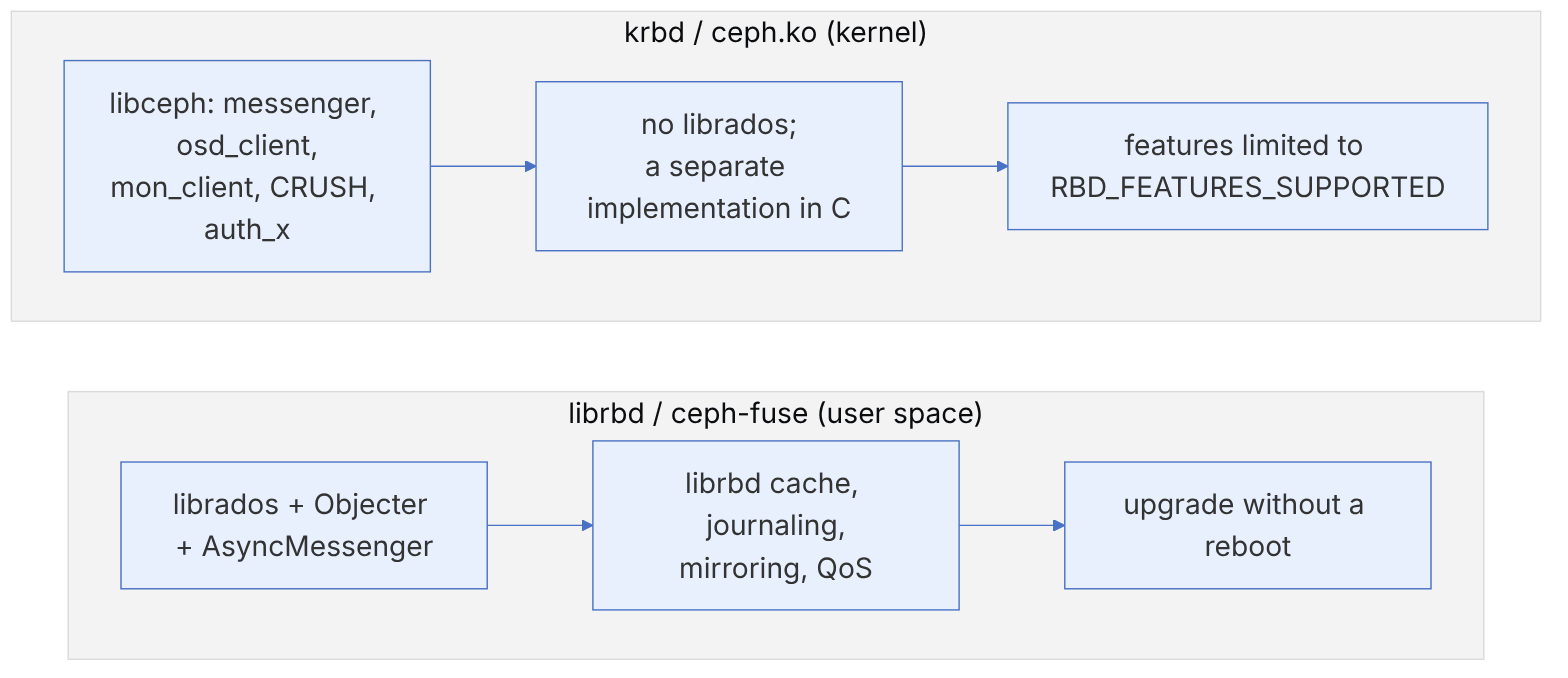 krbd / ceph.ko (kernel)
libceph: messenger,
osd_client,
mon_client, CRUSH,
auth_x
no librados;
a separate
implementation in C
features limited to
RBD_FEATURES_SUPPORTED
librbd / ceph-fuse (user space)
librados + Objecter
+ AsyncMessenger
librbd cache,
journaling,
mirroring, QoS
upgrade without a
reboot